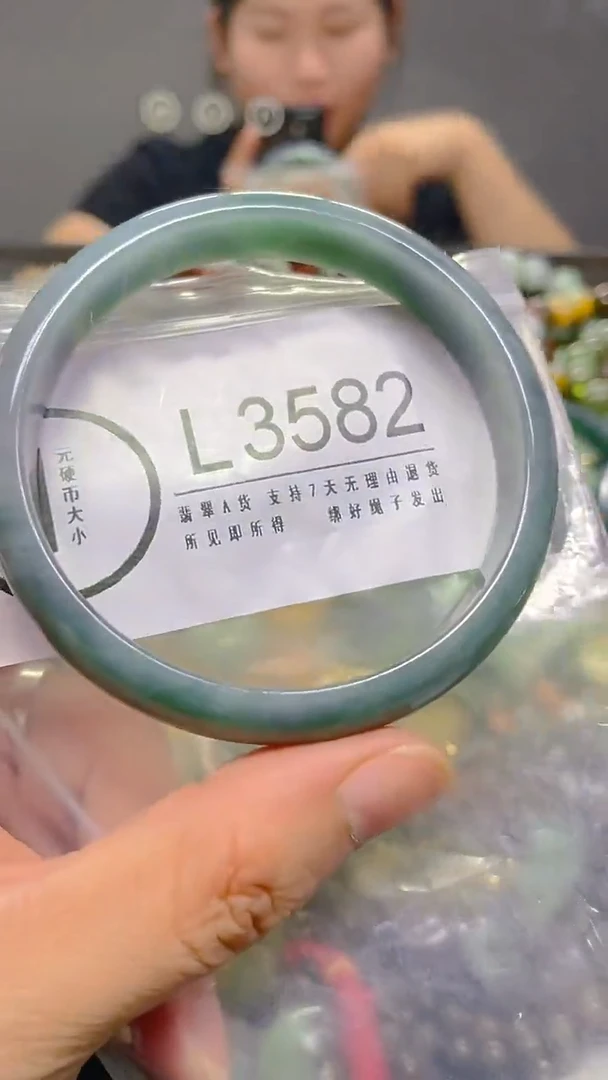 L3582
翡翠A货 支持7天无理由退货
所见即所得 绑好绳子发出
元硬币大小